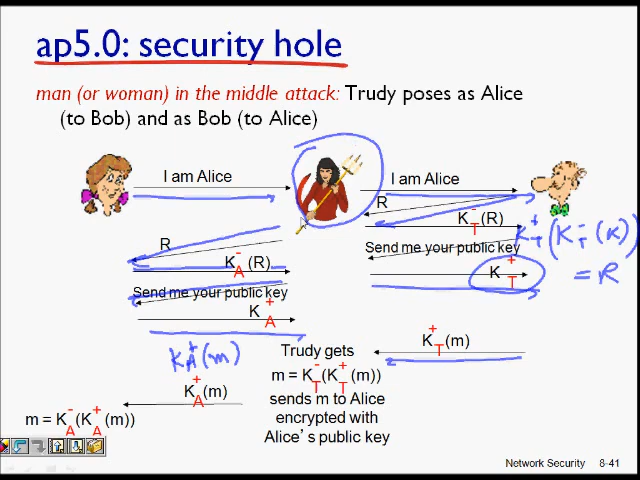 ap5.0: security hole
man (or woman) in the middle attack: Trudy poses as Alice
(to Bob) and as Bob (to Alice)
I am Alice
I am Alice
R
K⁻T(R)
Send me your public key
K⁺T
K⁺T(K⁻T(R)
= R
R
K⁻A(R)
Send me your public key
K⁺A
KA⁺(m)
K⁺T(m)
Trudy gets
m = K⁻T(K⁺T(m))
sends m to Alice
encrypted with
Alice's public key
K⁺A(m)
m = K⁻A(K⁺A(m))
Network Security 8-41